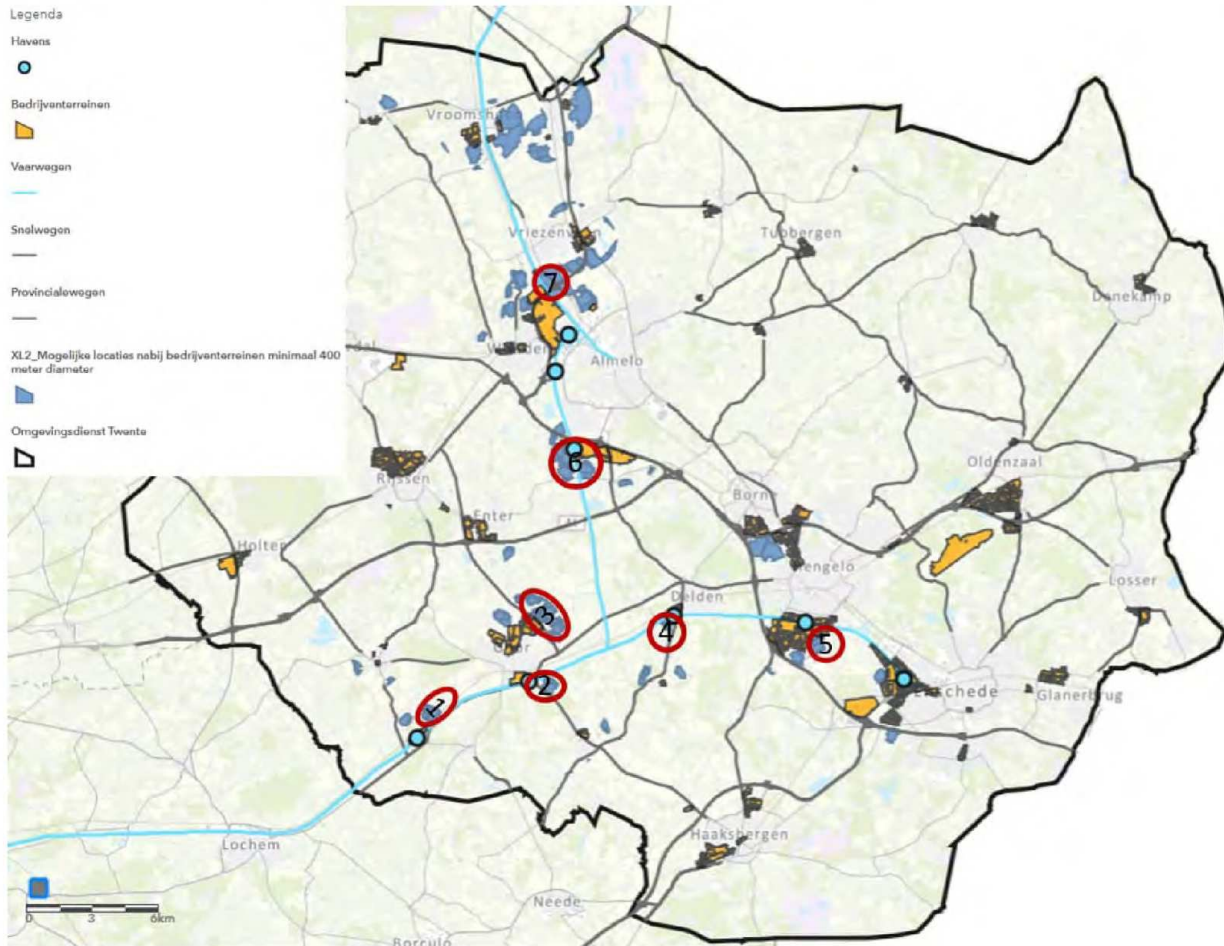 Legenda
Havens
Bedrijventerreinen
Vaarwegen
Snelwegen
Provincialewegen
XL2_Mogelijke locaties nabij bedrijventerreinen minimaal 400
meter diameter
Omgevingsdienst Twente
Vriezenveen
Tubbergen
Denekamp
7
Almelo
6
Oldenzaal
Rijssen
Borne
Enter
Holten
Hengelo
Losser
3
Delden
4
5
2
Enschede
Glanerbrug
1
Lochem
Haaksbergen
Neede
Borculo
0 3 6km